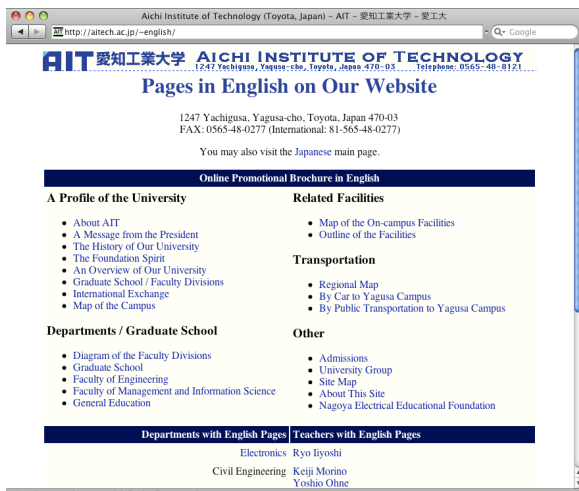 Aichi Institute of Technology (Toyota, Japan) – AIT – 愛知工業大学 – 愛工大
AIT http://aitech.ac.jp/~english/
Google
AIT 愛知工業大学 AICHI INSTITUTE OF TECHNOLOGY
1247 Yachigusa, Yagusa-cho, Toyota, Japan 470-03 Telephone: 0565-48-8121
Pages in English on Our Website
1247 Yachigusa, Yagusa-cho, Toyota, Japan 470-03
FAX: 0565-48-0277 (International: 81-565-48-0277)
You may also visit the Japanese main page.
Online Promotional Brochure in English
A Profile of the University
About AIT
A Message from the President
The History of Our University
The Foundation Spirit
An Overview of Our University
Graduate School / Faculty Divisions
International Exchange
Map of the Campus
Departments / Graduate School
Diagram of the Faculty Divisions
Graduate School
Faculty of Engineering
Faculty of Management and Information Science
General Education
Related Facilities
Map of the On-campus Facilities
Outline of the Facilities
Transportation
Regional Map
By Car to Yagusa Campus
By Public Transportation to Yagusa Campus
Other
Admissions
University Group
Site Map
About This Site
Nagoya Electrical Educational Foundation
Departments with English Pages Teachers with English Pages
Electronics Ryo Iiyoshi
Civil Engineering Keiji Morino
Yoshio Ohne